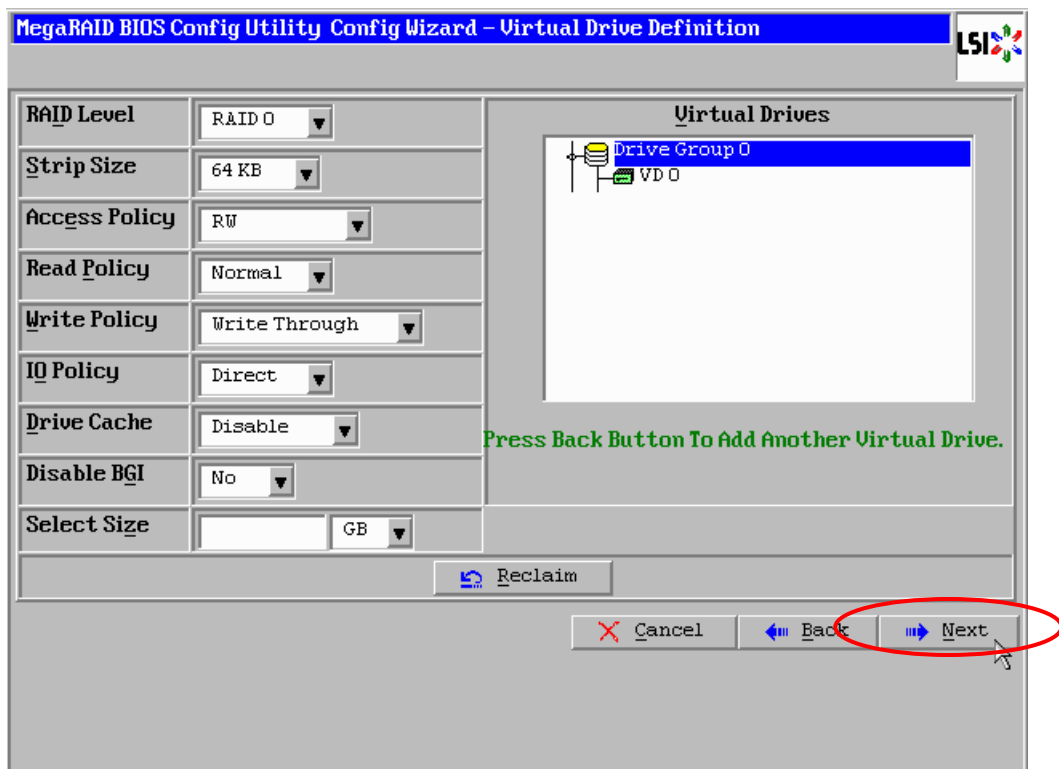 MegaRAID BIOS Config Utility Config Wizard – Virtual Drive Definition
LSI
RAID Level
RAID 0
Strip Size
64 KB
Access Policy
RW
Read Policy
Normal
Write Policy
Write Through
IO Policy
Direct
Drive Cache
Disable
Disable BGI
No
Select Size
GB
Virtual Drives
Drive Group 0
VD 0
Press Back Button To Add Another Virtual Drive.
Reclaim
Cancel
Back
Next